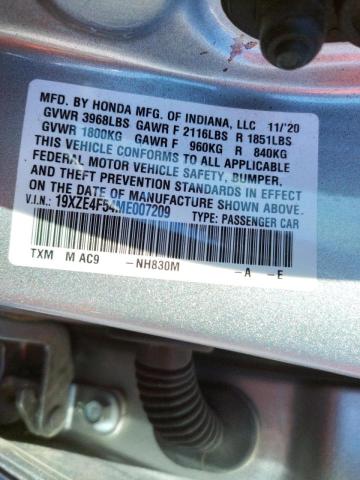 MFD. BY HONDA MFG. OF INDIANA, LLC 11/'20
GVWR 3968LBS GAWR F 2116LBS R 1851LBS
GVWR 1800KG GAWR F 960KG R 840KG
THIS VEHICLE CONFORMS TO ALL APPLICABLE
FEDERAL MOTOR VEHICLE SAFETY, BUMPER,
AND THEFT PREVENTION STANDARDS IN EFFECT
ON THE DATE OF MANUFACTURE SHOWN ABOVE.
V.I.N.: 19XZE4F54ME007209 TYPE: PASSENGER CAR
TXM M AC9 -NH830M -A -E